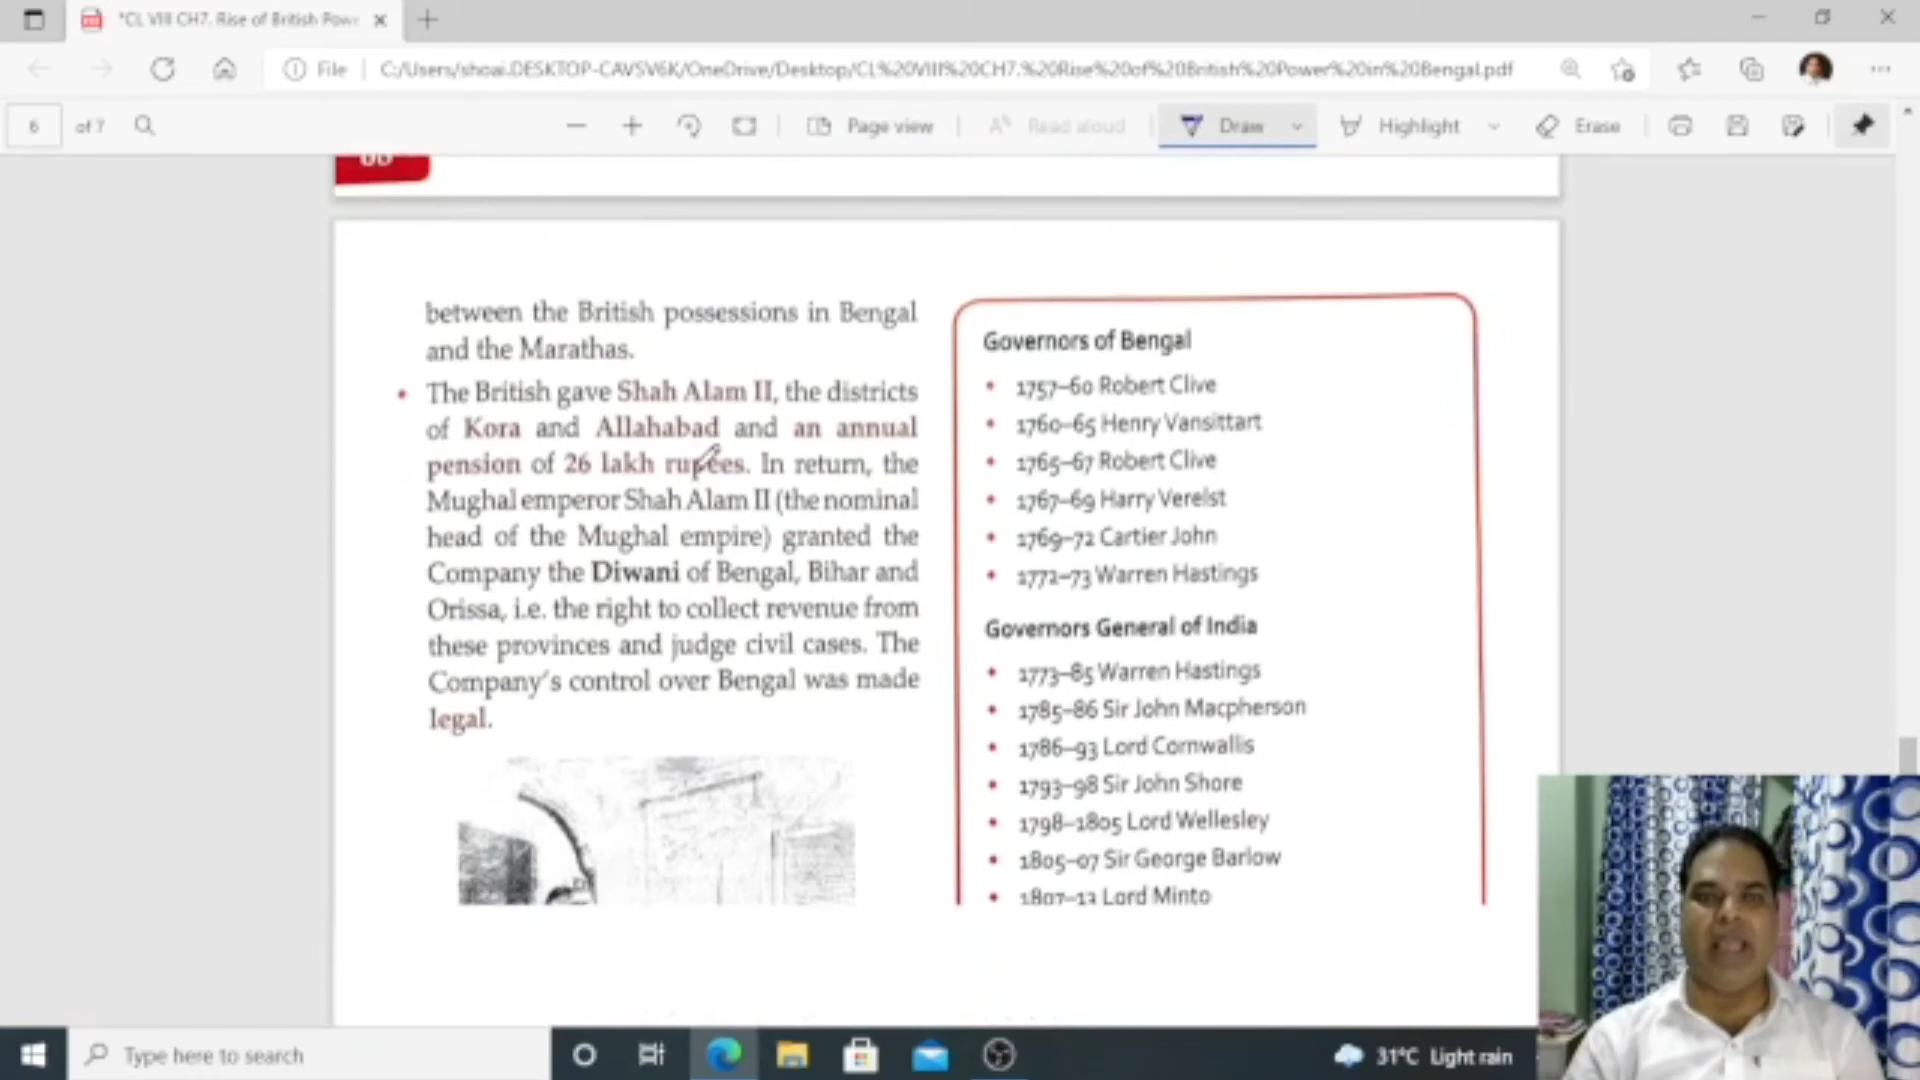 *CL VIII CH7. Rise of British Powe
File
C:/Users/shoai.DESKTOP-CAVSV6K/OneDrive/Desktop/CL%20VIII%20CH7.%20Rise%20of%20British%20Power%20in%20Bengal.pdf
6 of 7
Page view
Read aloud
Draw
Highlight
Erase
between the British possessions in Bengal
and the Marathas.
• The British gave Shah Alam II, the districts
of Kora and Allahabad and an annual
pension of 26 lakh rupees. In return, the
Mughal emperor Shah Alam II (the nominal
head of the Mughal empire) granted the
Company the Diwani of Bengal, Bihar and
Orissa, i.e. the right to collect revenue from
these provinces and judge civil cases. The
Company's control over Bengal was made
legal.
Governors of Bengal
• 1757–60 Robert Clive
• 1760–65 Henry Vansittart
• 1765–67 Robert Clive
• 1767–69 Harry Verelst
• 1769–72 Cartier John
• 1772–73 Warren Hastings
Governors General of India
• 1773–85 Warren Hastings
• 1785–86 Sir John Macpherson
• 1786–93 Lord Cornwallis
• 1793–98 Sir John Shore
• 1798–1805 Lord Wellesley
• 1805–07 Sir George Barlow
• 1807–13 Lord Minto
Type here to search
31°C Light rain